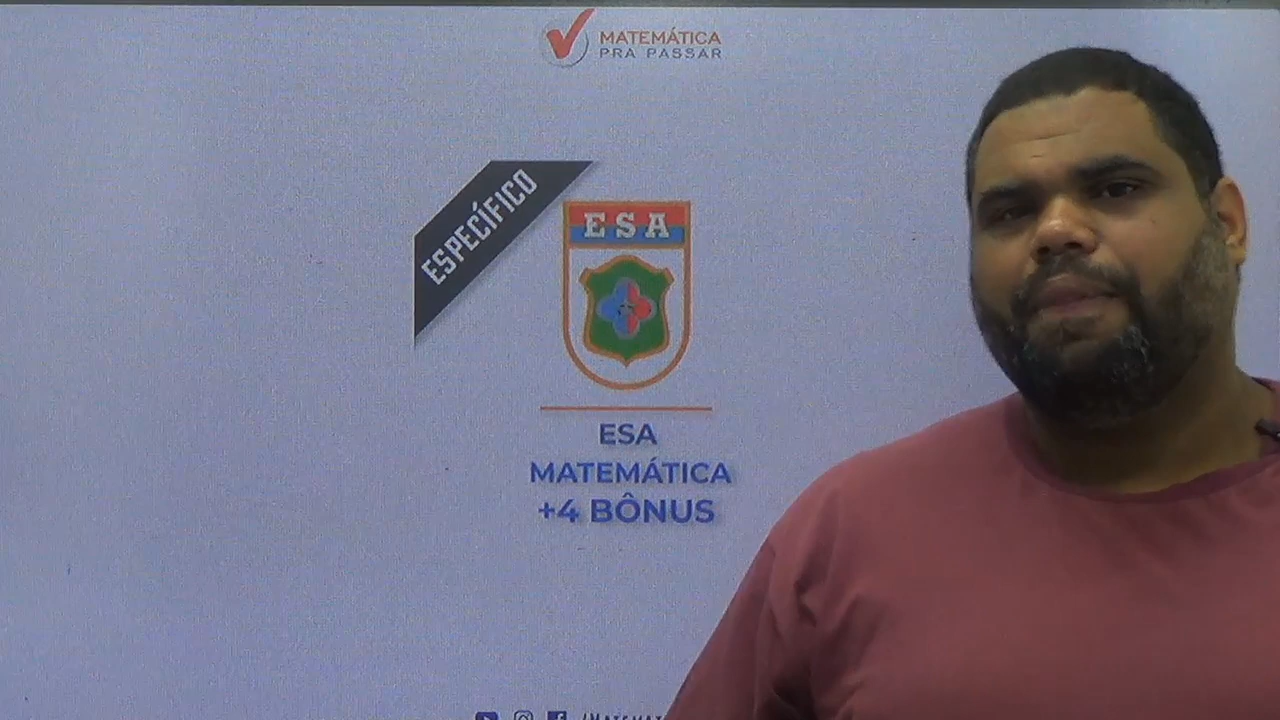 MATEMÁTICA
PRA PASSAR
ESPECÍFICO
ESA
ESA
MATEMÁTICA
+4 BÔNUS